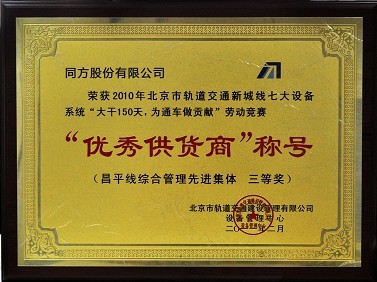 同方股份有限公司
荣获2010年北京市轨道交通新城线七大设备
系统“大干150天，为通车做贡献”劳动竞赛
“优秀供货商”称号
（昌平线综合管理先进集体 三等奖）
北京市轨道交通建设管理有限公司
设备管理中心
二〇 年二月